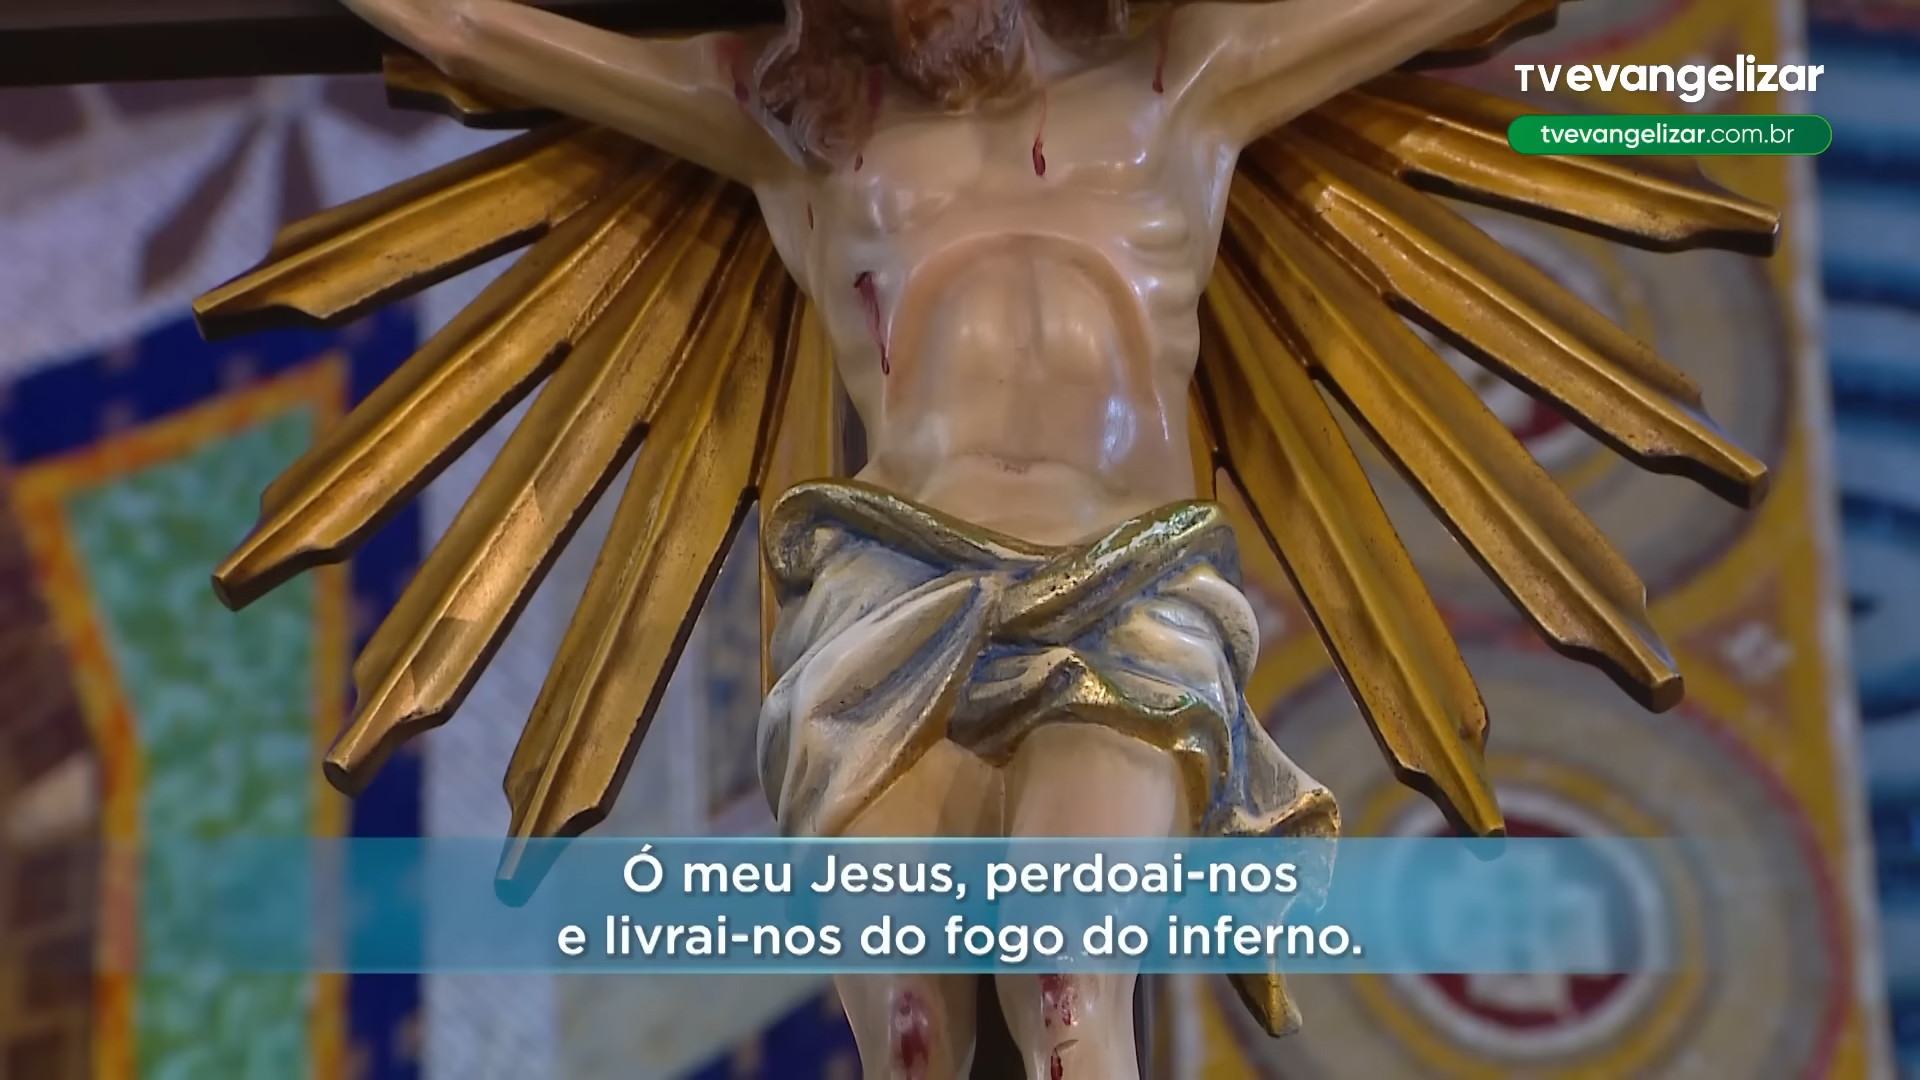 TVevangelizar
tvevangelizar.com.br
Ó meu Jesus, perdoai-nos
e livrai-nos do fogo do inferno.